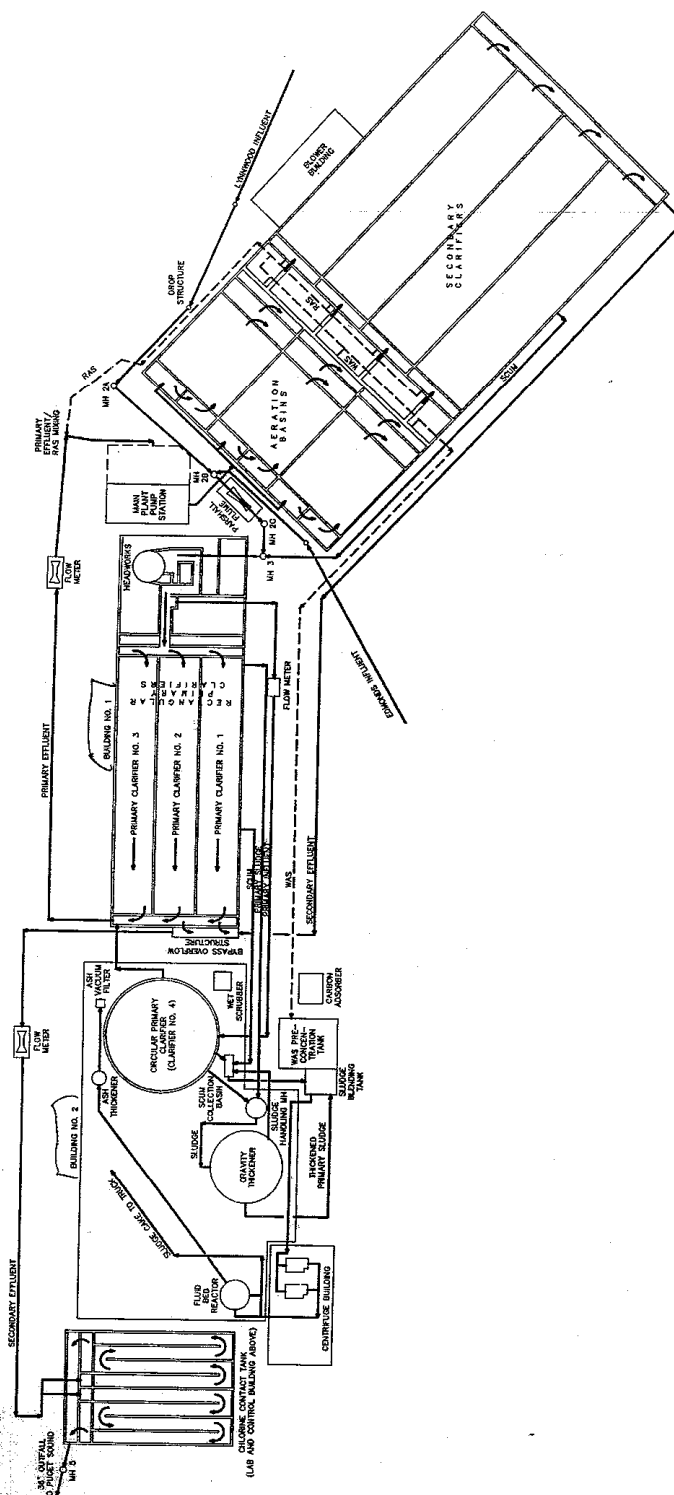 LYNNWOOD INFLUENT
BLOWER
BUILDING
DROP
STRUCTURE
SECONDARY
CLARIFIERS
RAS
WAS
AERATION
BASINS
SCUM
RAS
MH 2A
PRIMARY
EFFLUENT/
RAS MIXING
MAIN
PLANT
PUMP
STATION
MH
2B
PARSHALL
FLUME
MH 2C
MH 3
EDMONDS INFLUENT
FLOW
METER
HEADWORKS
FLOW METER
BUILDING NO. 1
PRIMARY EFFLUENT
RECTANGULAR
PRIMARY
CLARIFIERS
PRIMARY CLARIFIER NO. 3
PRIMARY CLARIFIER NO. 2
PRIMARY CLARIFIER NO. 1
SCUM
PRIMARY SLUDGE
WAS
SECONDARY EFFLUENT
BYPASS OVERFLOW
STRUCTURE
FLOW
METER
ASH
VACUUM
FILTER
WET
SCRUBBER
CARBON
ADSORBER
CIRCULAR PRIMARY
CLARIFIER
(CLARIFIER NO. 4)
WAS PRE-
CONCEN-
TRATION
TANK
ASH
THICKENER
SCUM
COLLECTION
BASIN
SLUDGE
BLENDING
TANK
BUILDING NO. 2
SLUDGE
SLUDGE
HANDLING MH
GRAVITY
THICKENER
THICKENED
PRIMARY SLUDGE
SLUDGE CAKE TO TRUCK
FLUID
BED
REACTOR
CENTRIFUGE BUILDING
SECONDARY EFFLUENT
CHLORINE CONTACT TANK
(LAB AND CONTROL BUILDING ABOVE)
MH 5
36" OUTFALL
TO PUGET SOUND